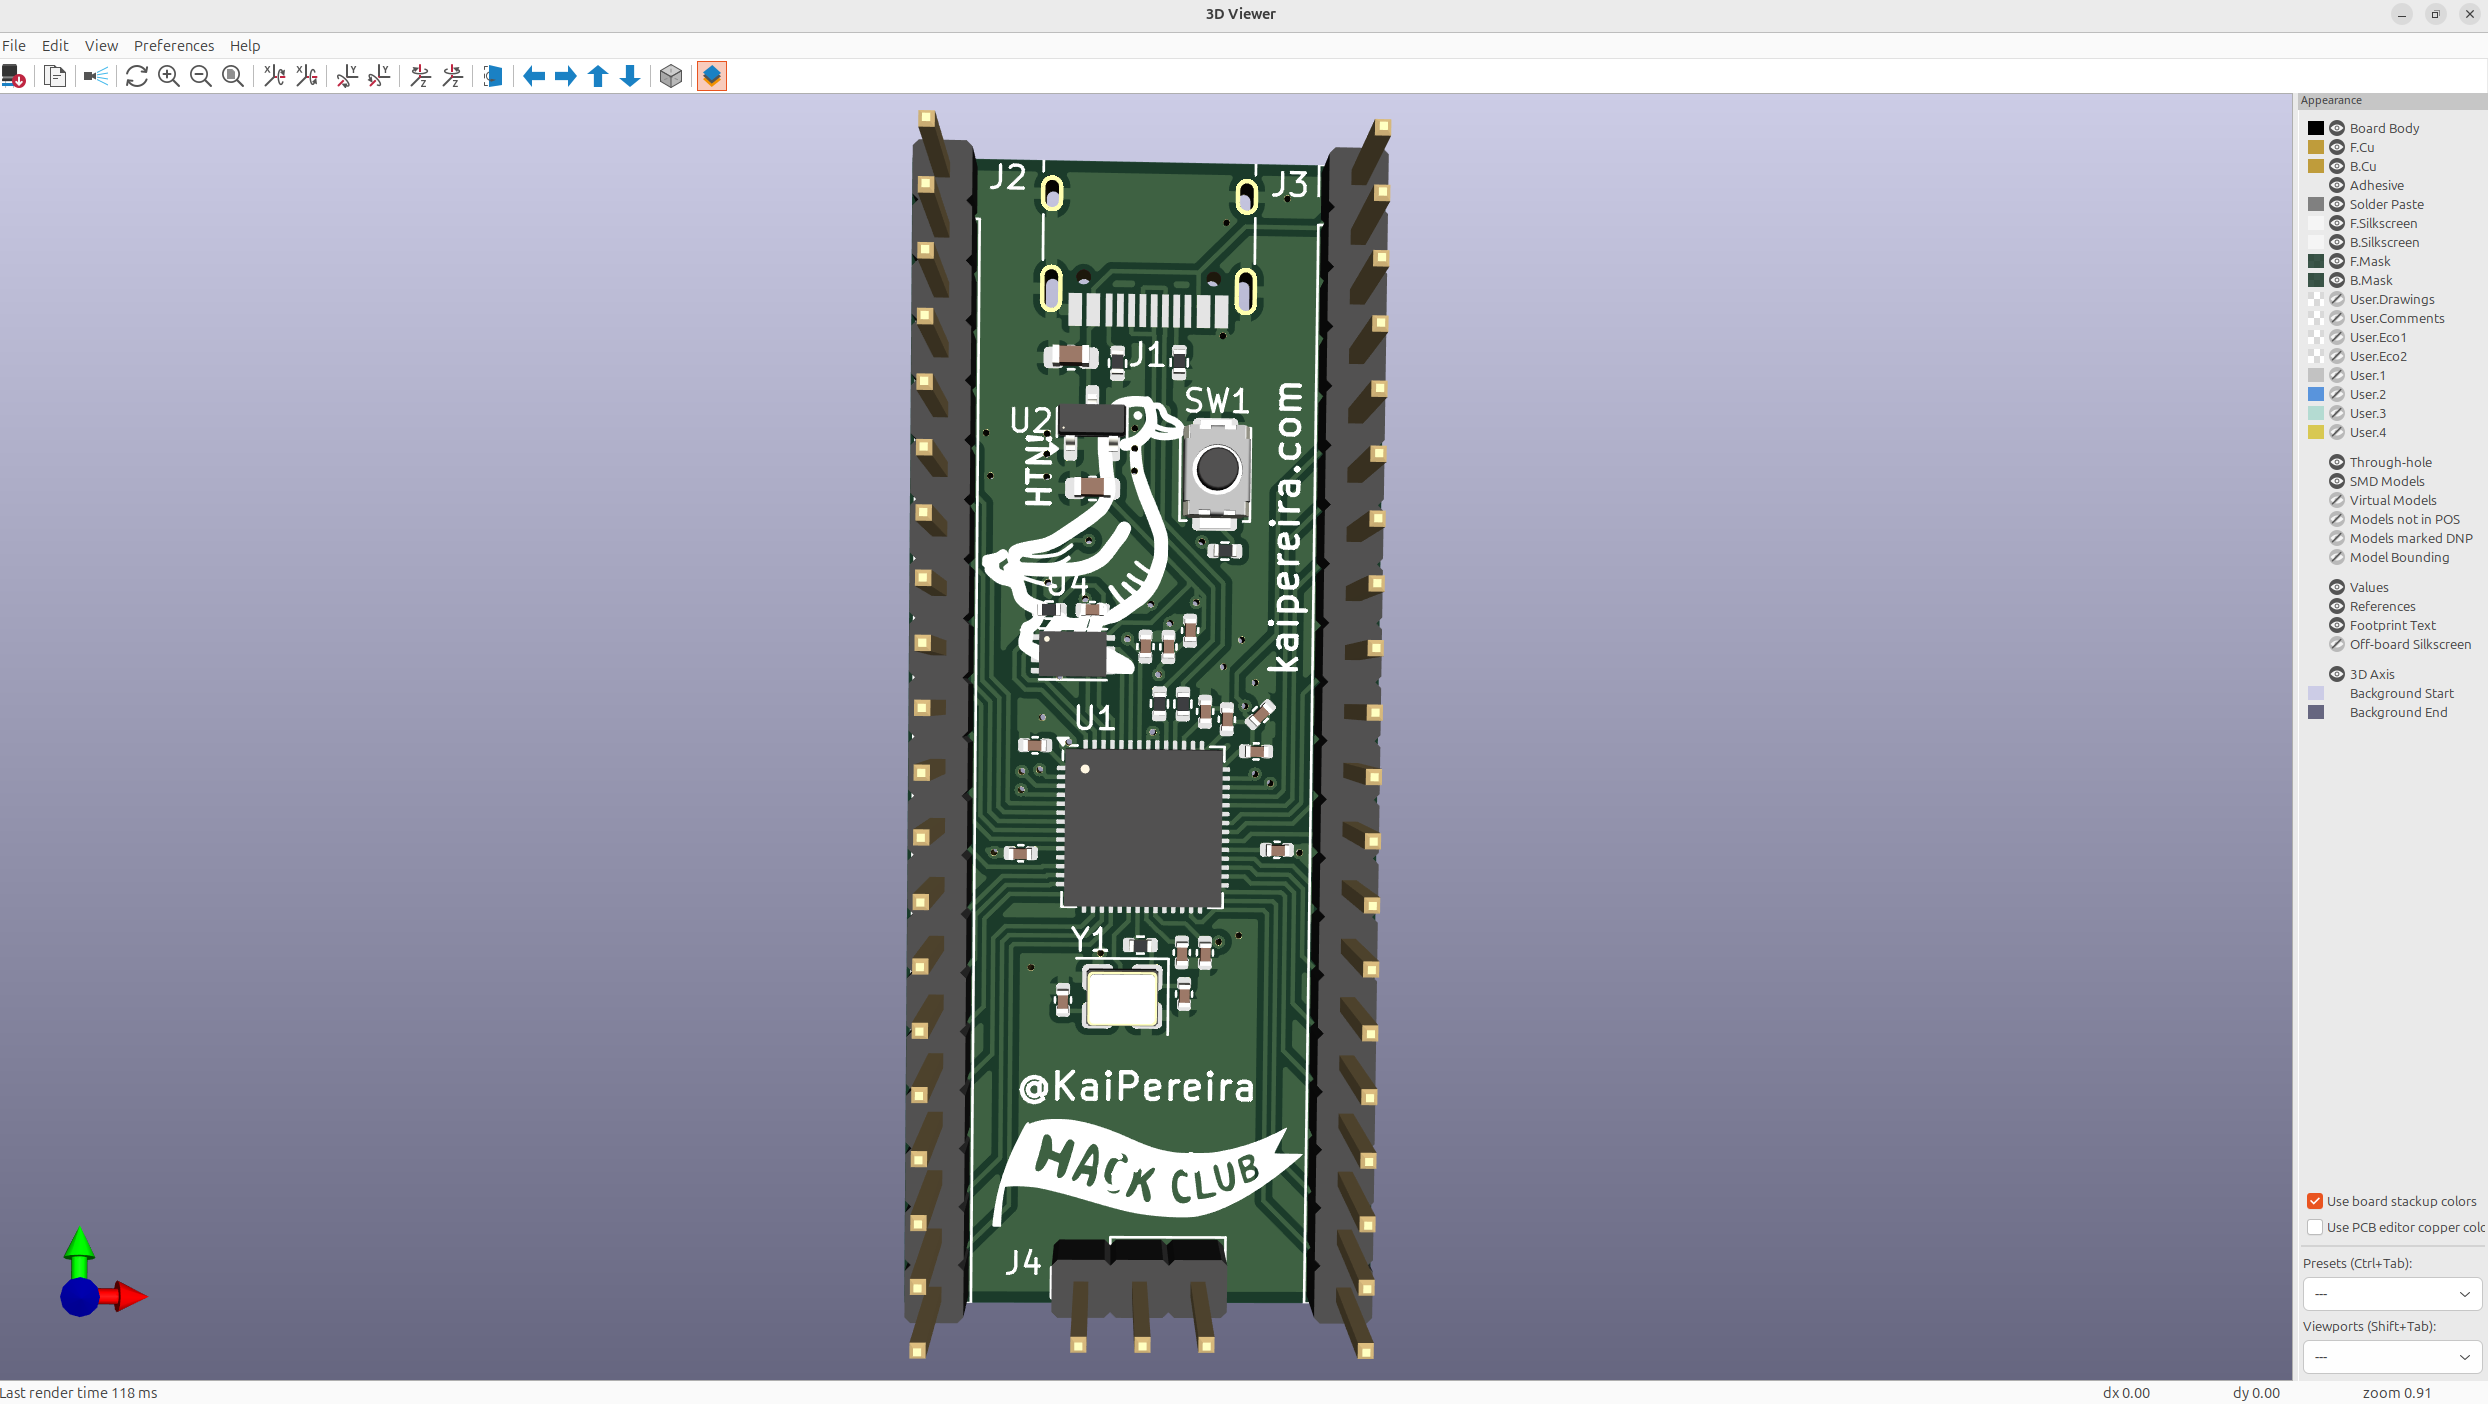 3D Viewer
File Edit View Preferences Help
Appearance
Board Body
F.Cu
B.Cu
Adhesive
Solder Paste
F.Silkscreen
B.Silkscreen
F.Mask
B.Mask
User.Drawings
User.Comments
User.Eco1
User.Eco2
User.1
User.2
User.3
User.4
Through-hole
SMD Models
Virtual Models
Models not in POS
Models marked DNP
Model Bounding
Values
References
Footprint Text
Off-board Silkscreen
3D Axis
Background Start
Background End
Use board stackup colors
Use PCB editor copper colo
Presets (Ctrl+Tab):
---
Viewports (Shift+Tab):
---
J2
J3
J1
SW1
U2
kaipereira.com
J4
U1
Y1
@KaiPereira
HACK CLUB
J4
Last render time 118 ms
dx 0.00
dy 0.00
zoom 0.91